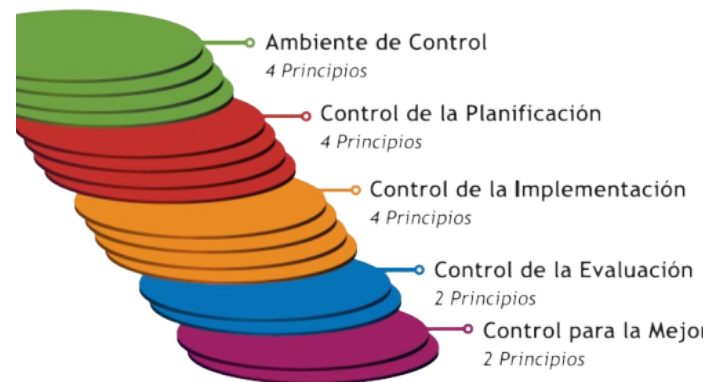 Ambiente de Control
4 Principios
Control de la Planificación
4 Principios
Control de la Implementación
4 Principios
Control de la Evaluación
2 Principios
Control para la Mejor
2 Principios